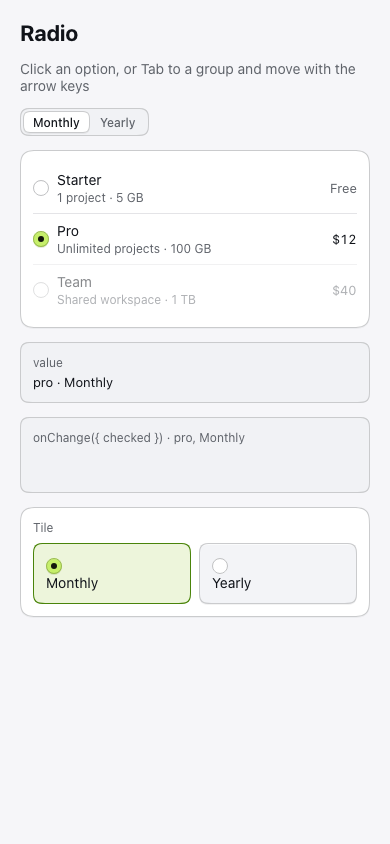 Radio
Click an option, or Tab to a group and move with the
arrow keys
Monthly Yearly
Starter
1 project · 5 GB
Free
Pro
Unlimited projects · 100 GB
$12
Team
Shared workspace · 1 TB
$40
value
pro · Monthly
onChange({ checked }) · pro, Monthly
Tile
Monthly
Yearly